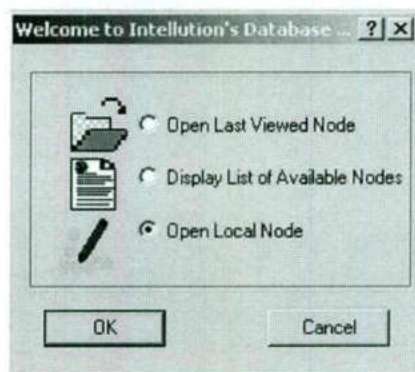 Welcome to Intellution's Database ...
Open Last Viewed Node
Display List of Available Nodes
Open Local Node
OK
Cancel